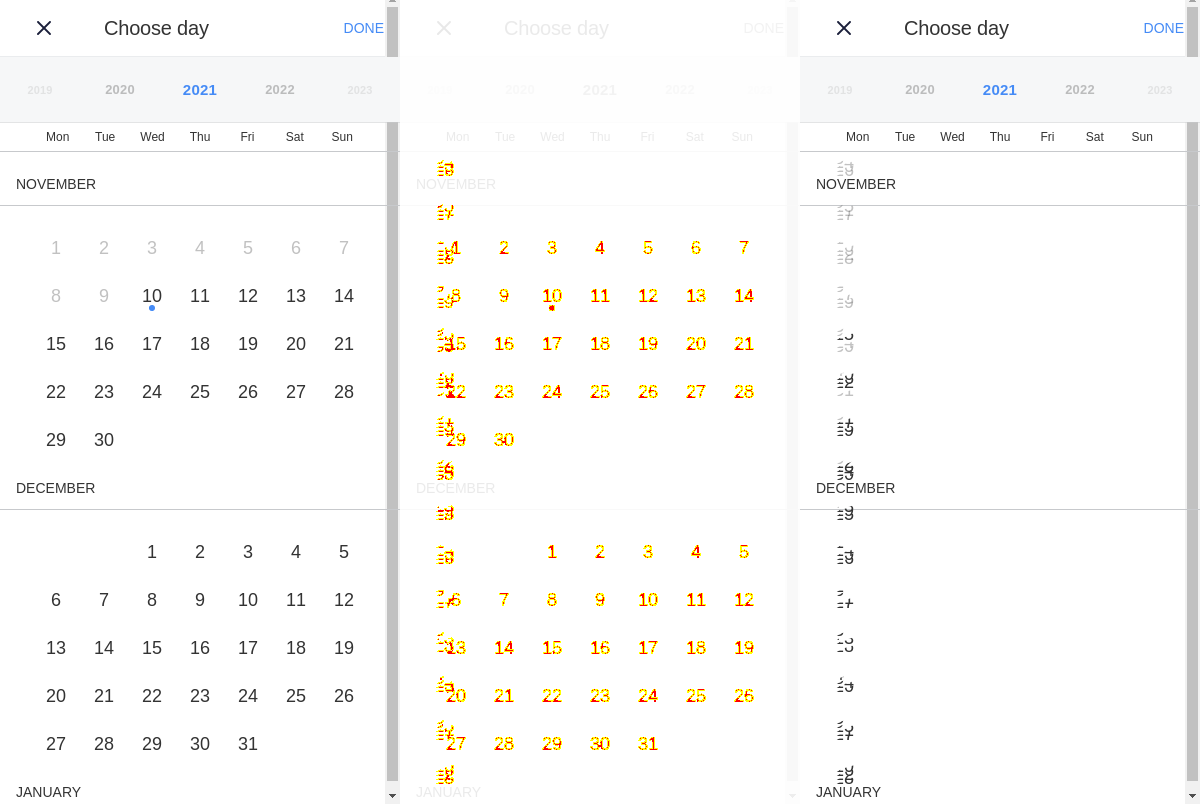 Choose day DONE
2019 2020 2021 2022 2023
Mon Tue Wed Thu Fri Sat Sun
NOVEMBER
1 2 3 4 5 6 7
8 9 10 11 12 13 14
15 16 17 18 19 20 21
22 23 24 25 26 27 28
29 30
DECEMBER
1 2 3 4 5
6 7 8 9 10 11 12
13 14 15 16 17 18 19
20 21 22 23 24 25 26
27 28 29 30 31
JANUARY
Choose day DONE
2020 2021 2022
Mon Tue Wed Thu Fri Sat Sun
NOVEMBER
1 2 3 4 5 6 7
8 9 10 11 12 13 14
15 16 17 18 19 20 21
22 23 24 25 26 27 28
29 30
DECEMBER
1 2 3 4 5
6 7 8 9 10 11 12
13 14 15 16 17 18 19
20 21 22 23 24 25 26
27 28 29 30 31
JANUARY
Choose day DONE
2019 2020 2021 2022 2023
Mon Tue Wed Thu Fri Sat Sun
NOVEMBER
DECEMBER
JANUARY